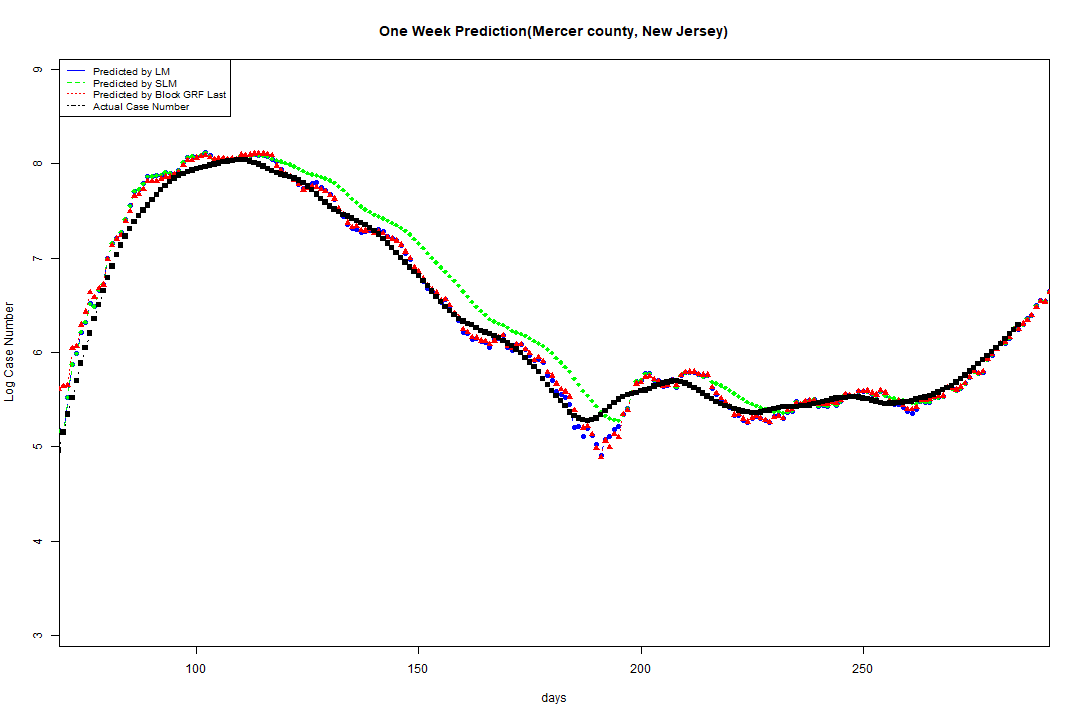 One Week Prediction(Mercer county, New Jersey)
Predicted by LM
Predicted by SLM
Predicted by Block GRF Last
Actual Case Number
Log Case Number
9
8
7
6
5
4
3
100 150 200 250
days